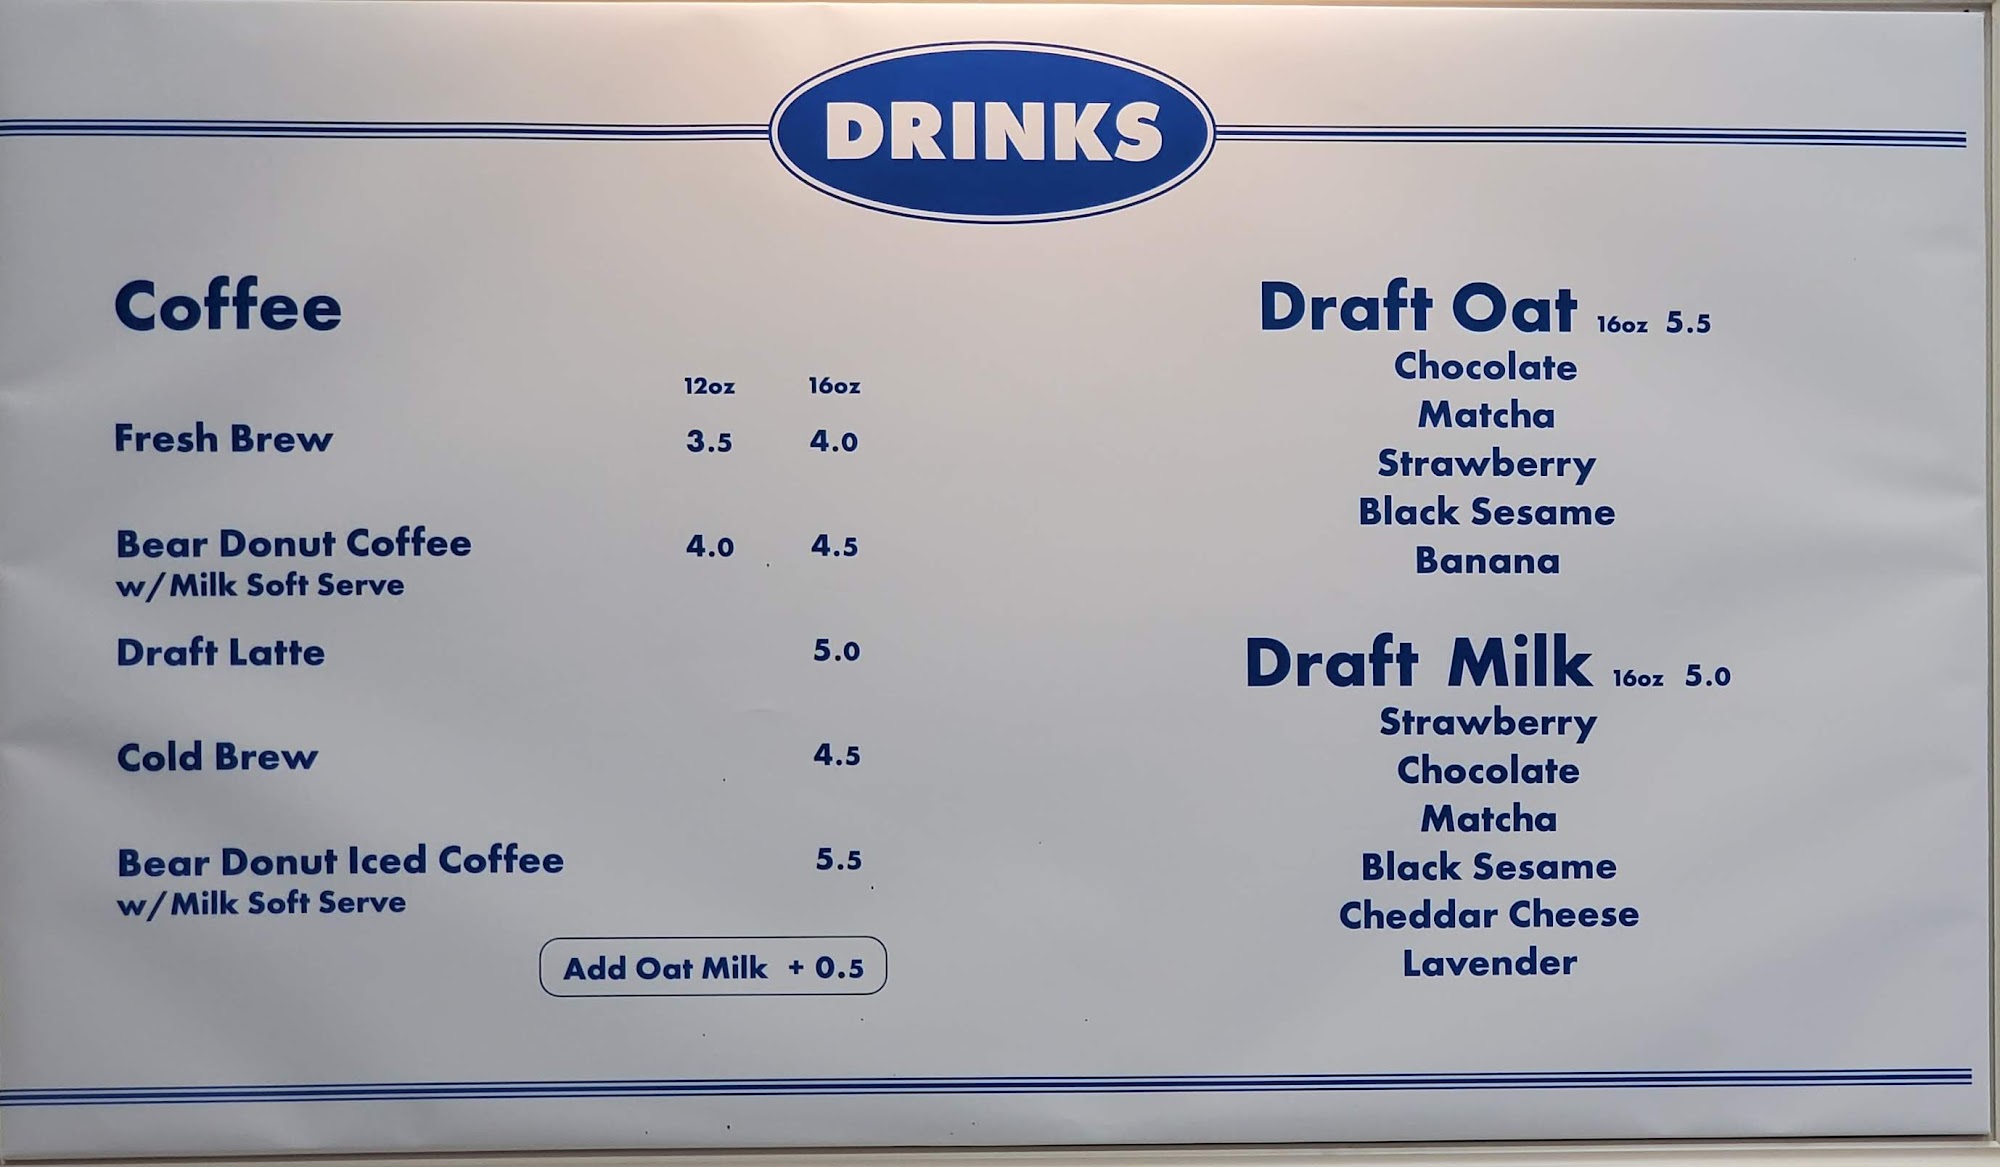 DRINKS
Coffee
12oz 16oz
Fresh Brew 3.5 4.0
Bear Donut Coffee 4.0 4.5
w/Milk Soft Serve
Draft Latte 5.0
Cold Brew 4.5
Bear Donut Iced Coffee 5.5
w/Milk Soft Serve
Add Oat Milk + 0.5
Draft Oat 16oz 5.5
Chocolate
Matcha
Strawberry
Black Sesame
Banana
Draft Milk 16oz 5.0
Strawberry
Chocolate
Matcha
Black Sesame
Cheddar Cheese
Lavender